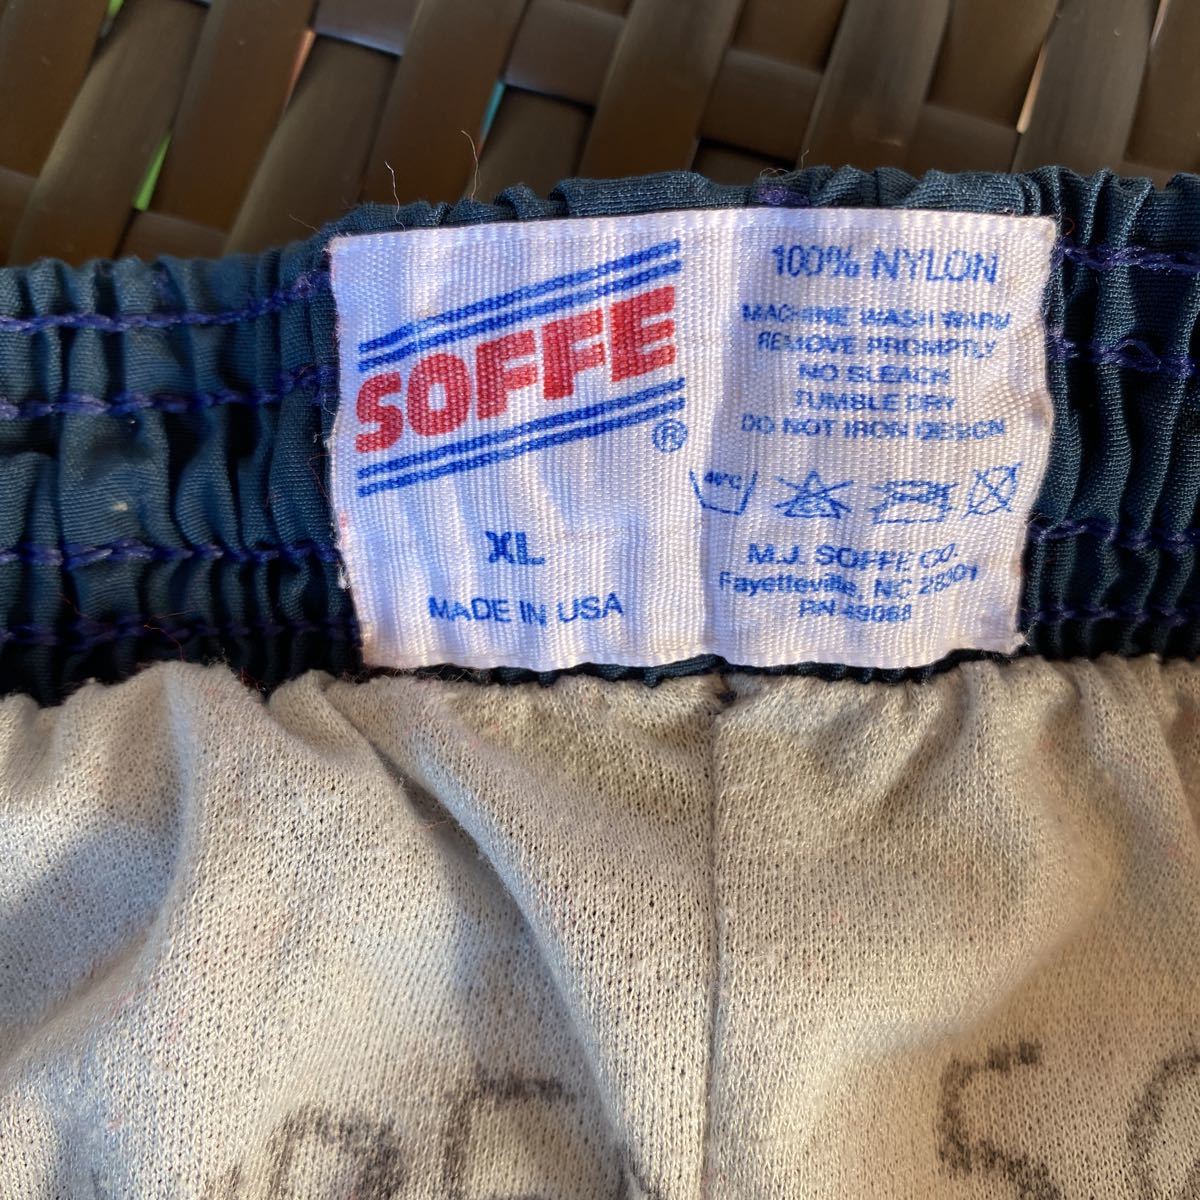 SOFFE
®
XL
MADE IN USA
100% NYLON
MACHINE WASH WARM
REMOVE PROMPTLY
NO BLEACH
TUMBLE DRY
DO NOT IRON DESIGN
40°C
M.J. SOFFE CO.
Fayetteville, NC 28301
RN 49068